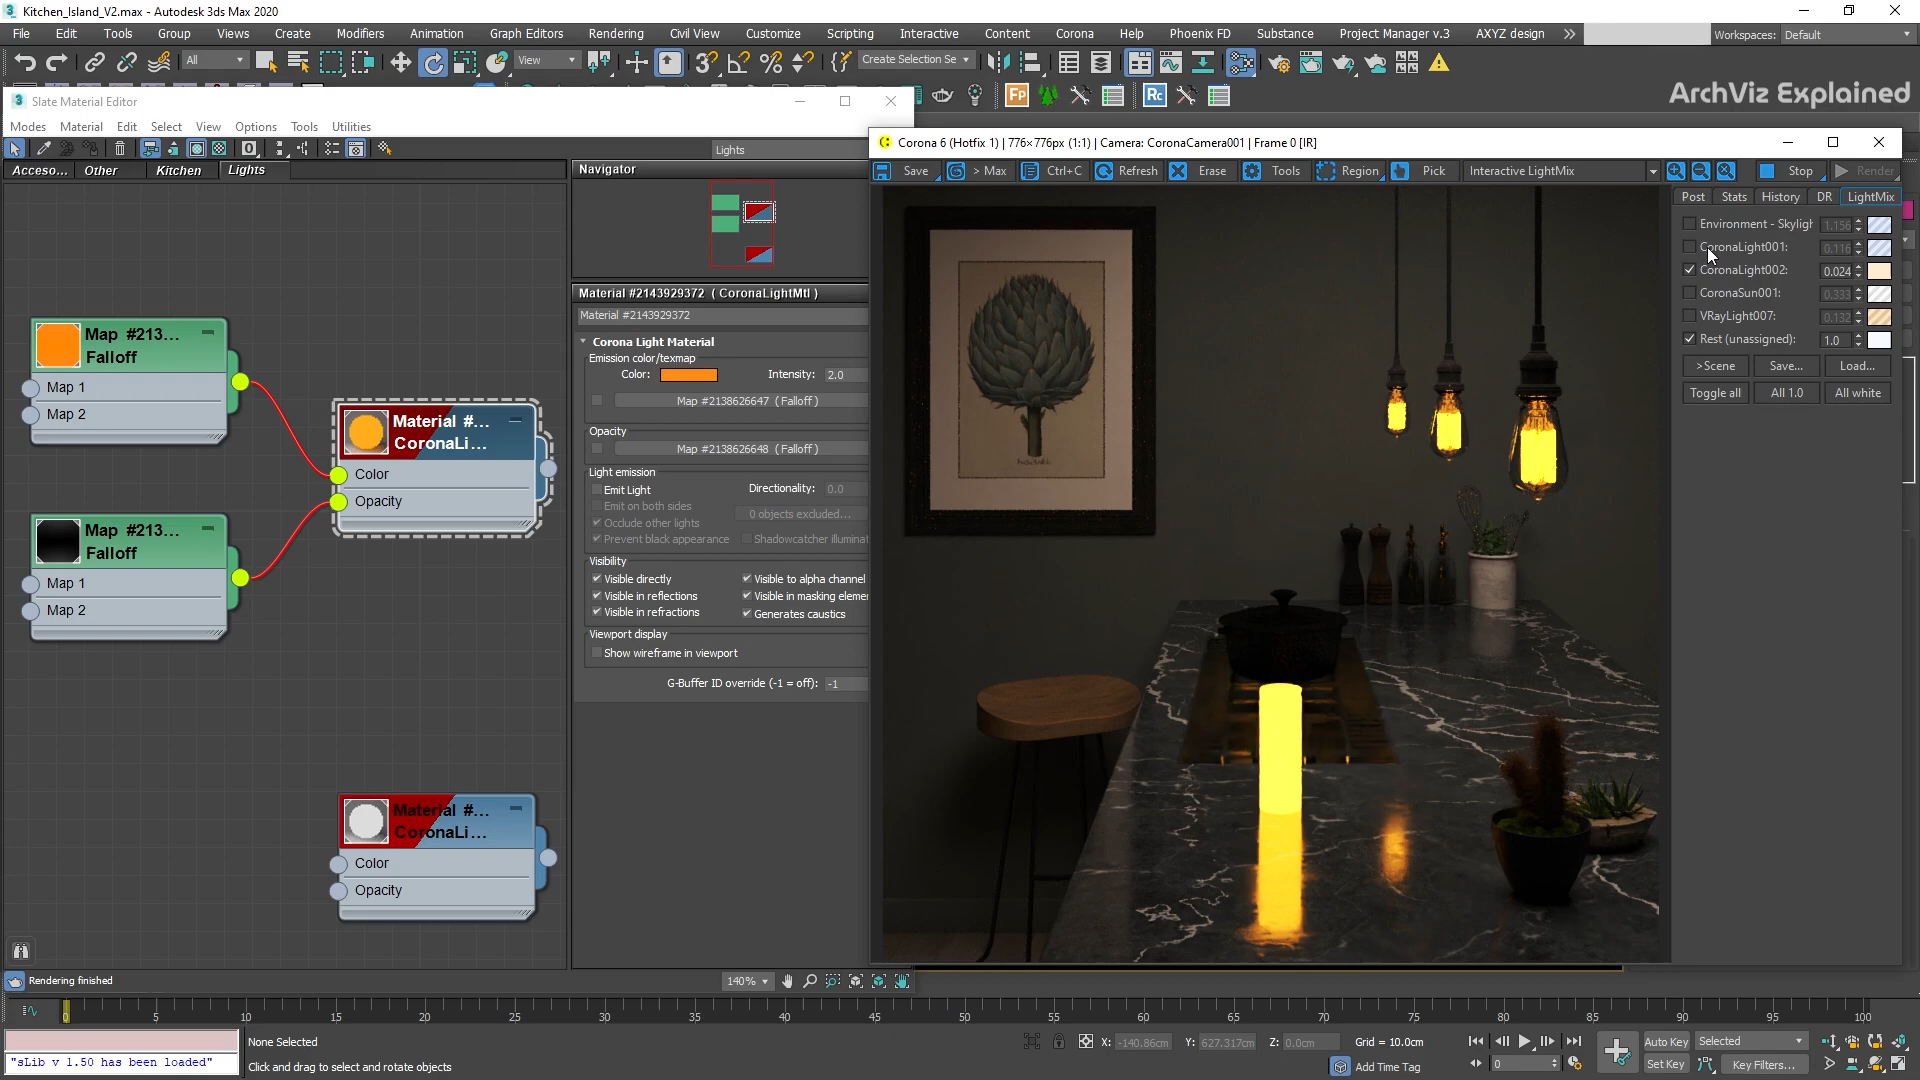 Kitchen_Island_V2.max - Autodesk 3ds Max 2020
File Edit Tools Group Views Create Modifiers Animation Graph Editors Rendering Civil View Customize Scripting Interactive Content Corona Help Phoenix FD Substance Project Manager v.3 AXYZ design Workspaces: Default
All View Create Selection Se
ArchViz Explained
Slate Material Editor
Modes Material Edit Select View Options Tools Utilities
Lights
Acceso... Other Kitchen Lights
Navigator
Map #213...
Falloff
Map 1
Map 2
Material #...
CoronaLi...
Color
Opacity
Map #213...
Falloff
Map 1
Map 2
Material #...
CoronaLi...
Color
Opacity
Material #2143929372 ( CoronaLightMtl )
Material #2143929372
Corona Light Material
Emission color/texmap
Color: Intensity: 2.0
Map #2138626647 (Falloff)
Opacity
Map #2138626648 (Falloff)
Light emission
Emit Light Directionality: 0.0
Emit on both sides 0 objects excluded...
Occlude other lights
Prevent black appearance Shadowcatcher illuminat
Visibility
Visible directly Visible to alpha channel
Visible in reflections Visible in masking elemer
Visible in refractions Generates caustics
Viewport display
Show wireframe in viewport
G-Buffer ID override (-1 = off): -1
Corona 6 (Hotfix 1) | 776×776px (1:1) | Camera: CoronaCamera001 | Frame 0 [IR]
Save > Max Ctrl+C Refresh Erase Tools Region Pick Interactive LightMix Stop Render
Post Stats History DR LightMix
Environment - Skyligh 1.156
CoronaLight001: 0.116
CoronaLight002: 0.024
CoronaSun001: 0.333
VRayLight007: 0.132
Rest (unassigned): 1.0
>Scene Save... Load...
Toggle all All 1.0 All white
Rendering finished 140%
0 5 10 15 20 25 30 35 40 45 50 55 60 65 70 75 80 85 90 95 100
"sLib v 1.50 has been loaded"
None Selected
Click and drag to select and rotate objects
X: -140.86cm Y: 627.317cm Z: 0.0cm Grid = 10.0cm
Add Time Tag
0
Auto Key Selected
Set Key Key Filters...